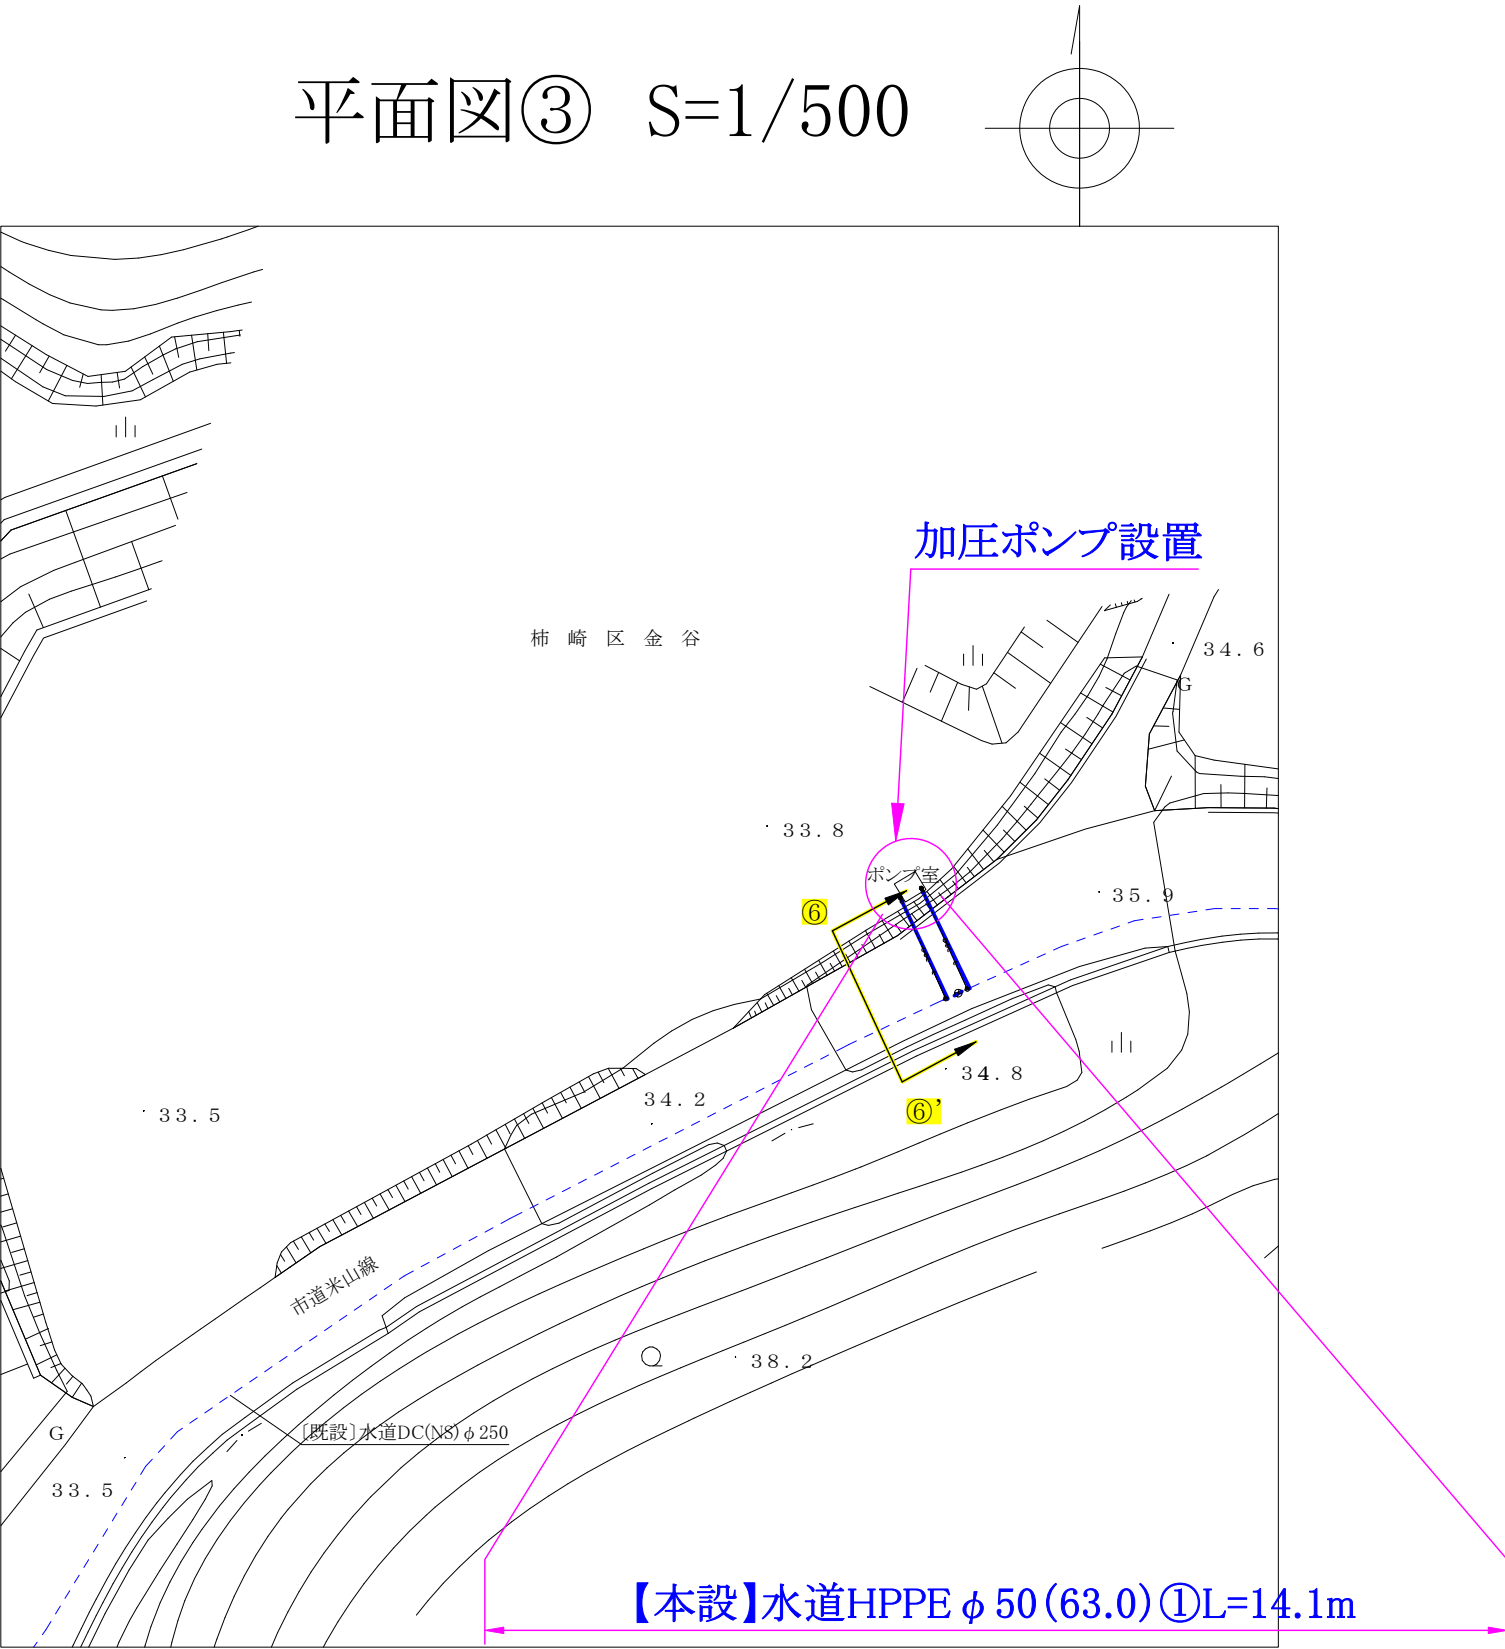 平面図③ S=1/500
加圧ポンプ設置
柿崎区金谷
34.6
G
33.8
ポンプ室
35.9
⑥
34.8
⑥'
34.2
33.5
市道米山線
38.2
〔既設〕水道DC(NS)φ250
G
33.5
【本設】水道HPPEφ50(63.0)①L=14.1m